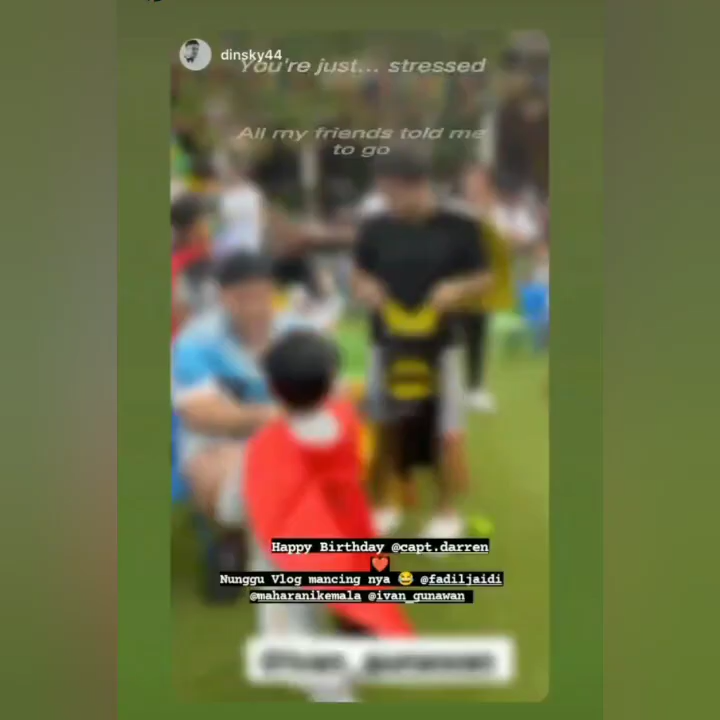 dinsky44
You're just... stressed
All my friends told me
to go
Happy Birthday @capt.darren
❤️
Nunggu Vlog mancing nya 😂 @fadiljaidi
@maharanikemala @ivan_gunawan
@ivan_gunawan